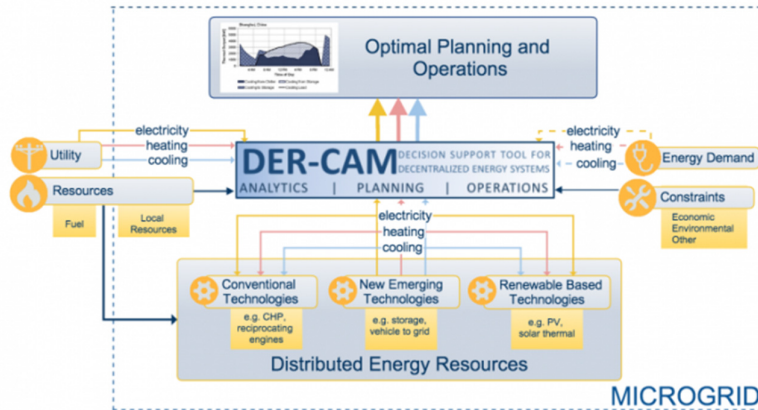 Optimal Planning and
Operations
electricity
heating
cooling
Utility
Resources
Fuel
Local
Resources
DER-CAM
DECISION SUPPORT TOOL FOR
DECENTRALIZED ENERGY SYSTEMS
ANALYTICS | PLANNING | OPERATIONS
electricity
heating
cooling
Energy Demand
Constraints
Economic
Environmental
Other
electricity
heating
cooling
Conventional
Technologies
e.g. CHP,
reciprocating
engines
New Emerging
Technologies
e.g. storage,
vehicle to grid
Renewable Based
Technologies
e.g. PV,
solar thermal
Distributed Energy Resources
MICROGRID